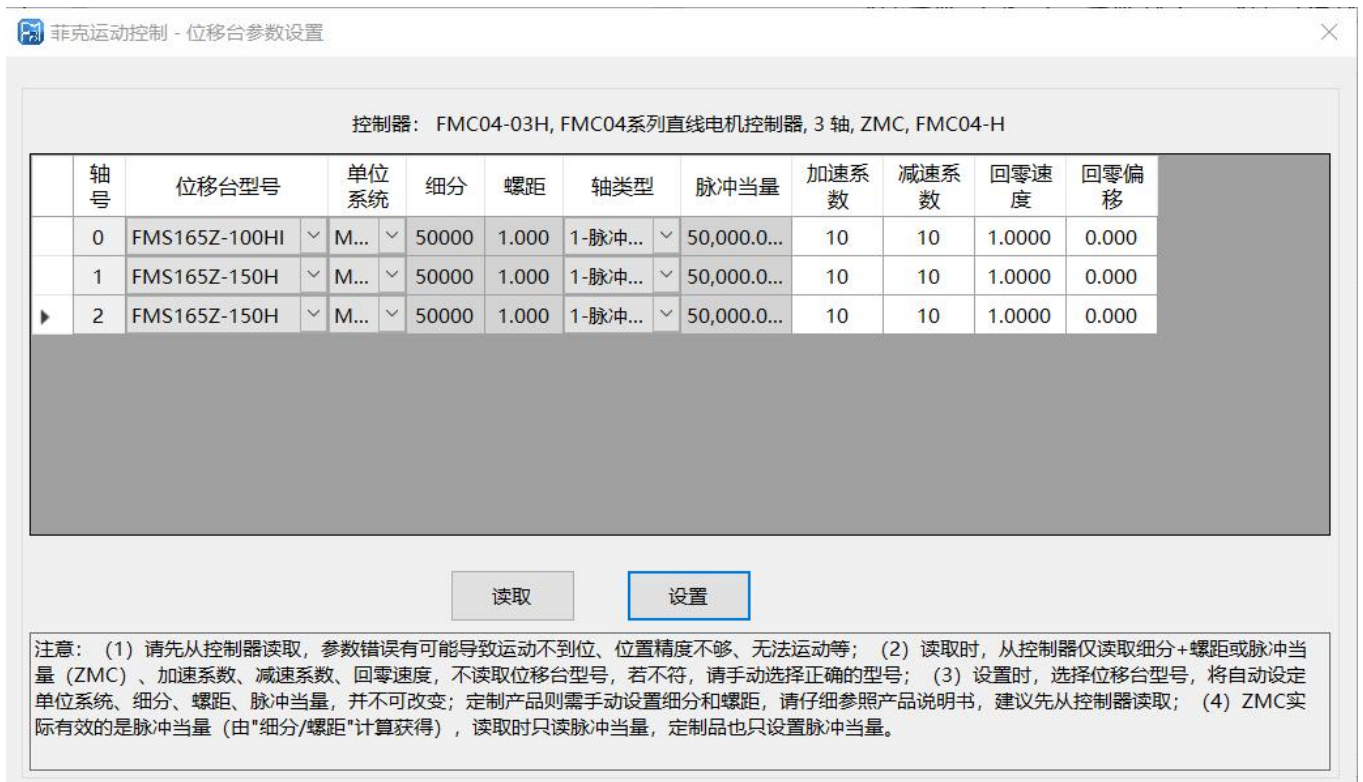 菲克运动控制 - 位移台参数设置
控制器： FMC04-03H, FMC04系列直线电机控制器, 3 轴, ZMC, FMC04-H
轴号 位移台型号 单位系统 细分 螺距 轴类型 脉冲当量 加速系数 减速系数 回零速度 回零偏移
0 FMS165Z-100HI M... 50000 1.000 1-脉冲... 50,000.0... 10 10 1.0000 0.000
1 FMS165Z-150H M... 50000 1.000 1-脉冲... 50,000.0... 10 10 1.0000 0.000
2 FMS165Z-150H M... 50000 1.000 1-脉冲... 50,000.0... 10 10 1.0000 0.000
读取 设置
注意： (1) 请先从控制器读取，参数错误有可能导致运动不到位、位置精度不够、无法运动等； (2) 读取时，从控制器仅读取细分+螺距或脉冲当
量（ZMC）、加速系数、减速系数、回零速度，不读取位移台型号，若不符，请手动选择正确的型号； (3) 设置时，选择位移台型号，将自动设定
单位系统、细分、螺距、脉冲当量，并不可改变；定制产品则需手动设置细分和螺距，请仔细参照产品说明书，建议先从控制器读取； (4) ZMC实
际有效的是脉冲当量（由"细分/螺距"计算获得）, 读取时只读脉冲当量，定制品也只设置脉冲当量。